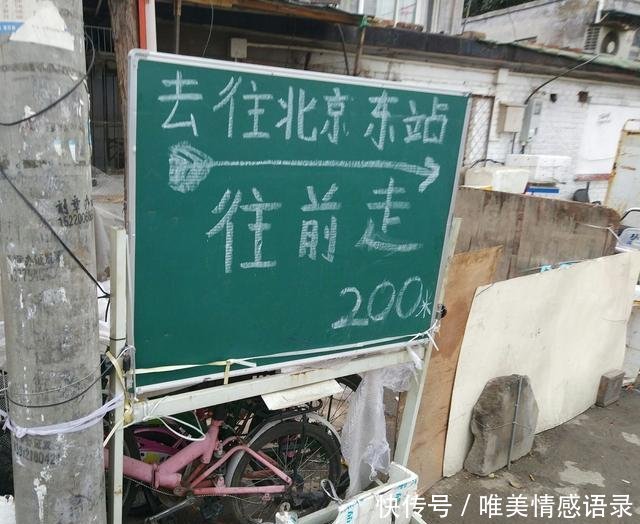 去往北京东站
往前走
200米
快传号 / 唯美情感语录